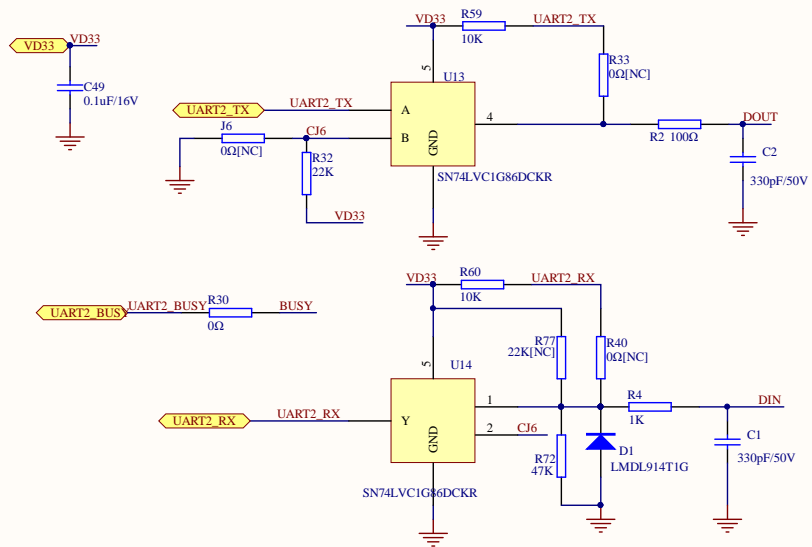 VD33
VD33
C49
0.1uF/16V
VD33
R59
10K
UART2_TX
R33
0Ω[NC]
5
U13
UART2_TX
UART2_TX
A
B
GND
4
J6
0Ω[NC]
CJ6
R32
22K
VD33
SN74LVC1G86DCKR
R2 100Ω
DOUT
C2
330pF/50V
UART2_BUSY
UART2_BUSY
R30
0Ω
BUSY
VD33
R60
10K
UART2_RX
R77
22K[NC]
R40
0Ω[NC]
5
U14
UART2_RX
UART2_RX
Y
GND
1
2
CJ6
R4
1K
DIN
R72
47K
D1
LMDL914T1G
C1
330pF/50V
SN74LVC1G86DCKR